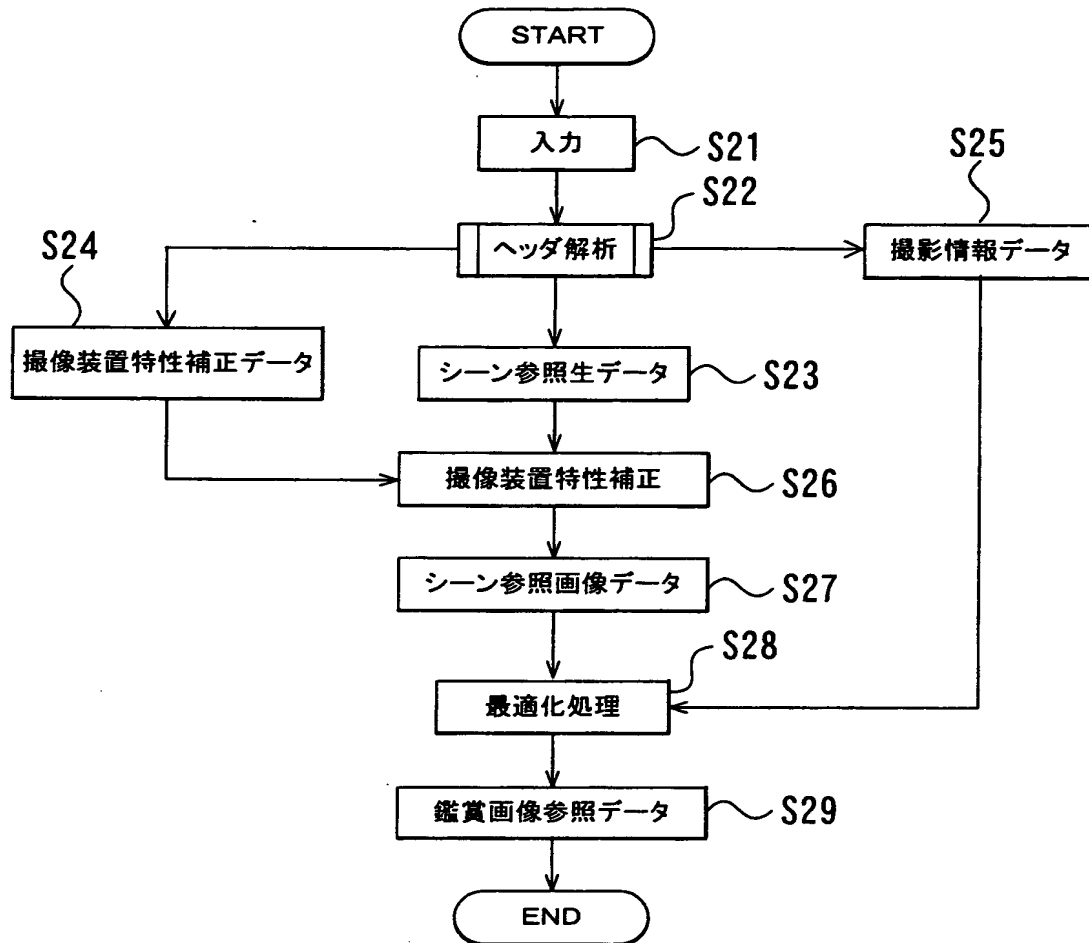 START
入力
S21
S25
S22
ヘッダ解析
撮影情報データ
S24
撮像装置特性補正データ
シーン参照生データ
S23
撮像装置特性補正
S26
シーン参照画像データ
S27
S28
最適化処理
鑑賞画像参照データ
S29
END